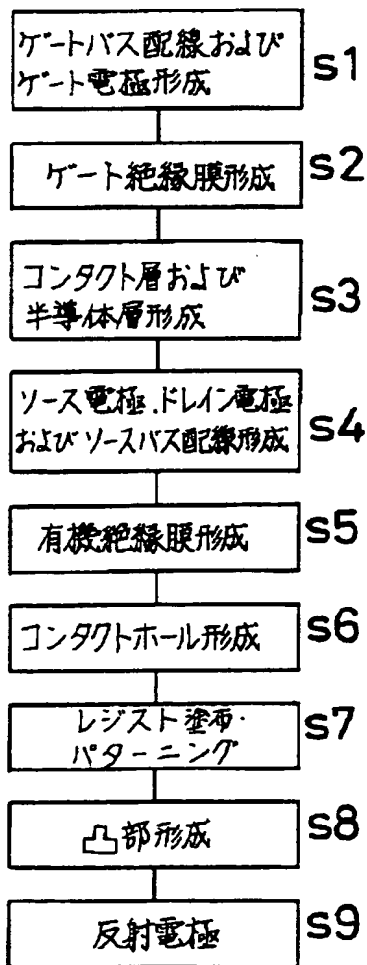 ゲートバス配線および
ゲート電極形成
s1
ゲート絶縁膜形成
s2
コンタクト層および
半導体層形成
s3
ソース電極.ドレイン電極
およびソースバス配線形成
s4
有機絶縁膜形成
s5
コンタクトホール形成
s6
レジスト塗布・
パターニング
s7
凸部形成
s8
反射電極
s9